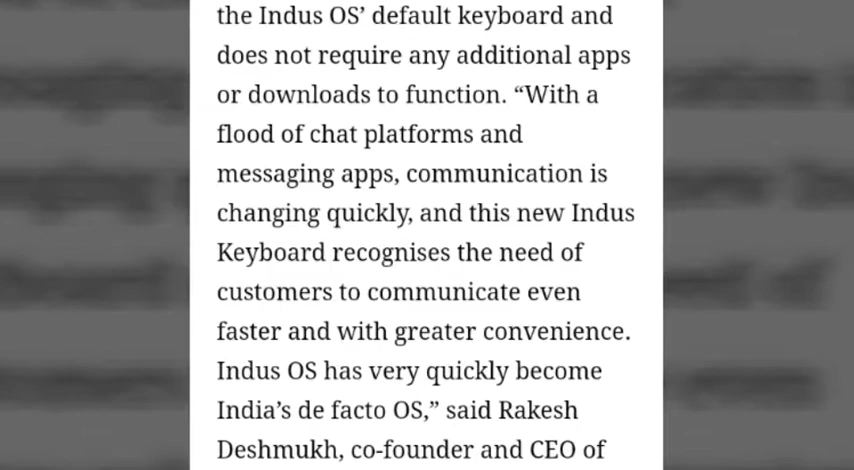 the Indus OS’ default keyboard and
does not require any additional apps
or downloads to function. “With a
flood of chat platforms and
messaging apps, communication is
changing quickly, and this new Indus
Keyboard recognises the need of
customers to communicate even
faster and with greater convenience.
Indus OS has very quickly become
India’s de facto OS,” said Rakesh
Deshmukh, co-founder and CEO of